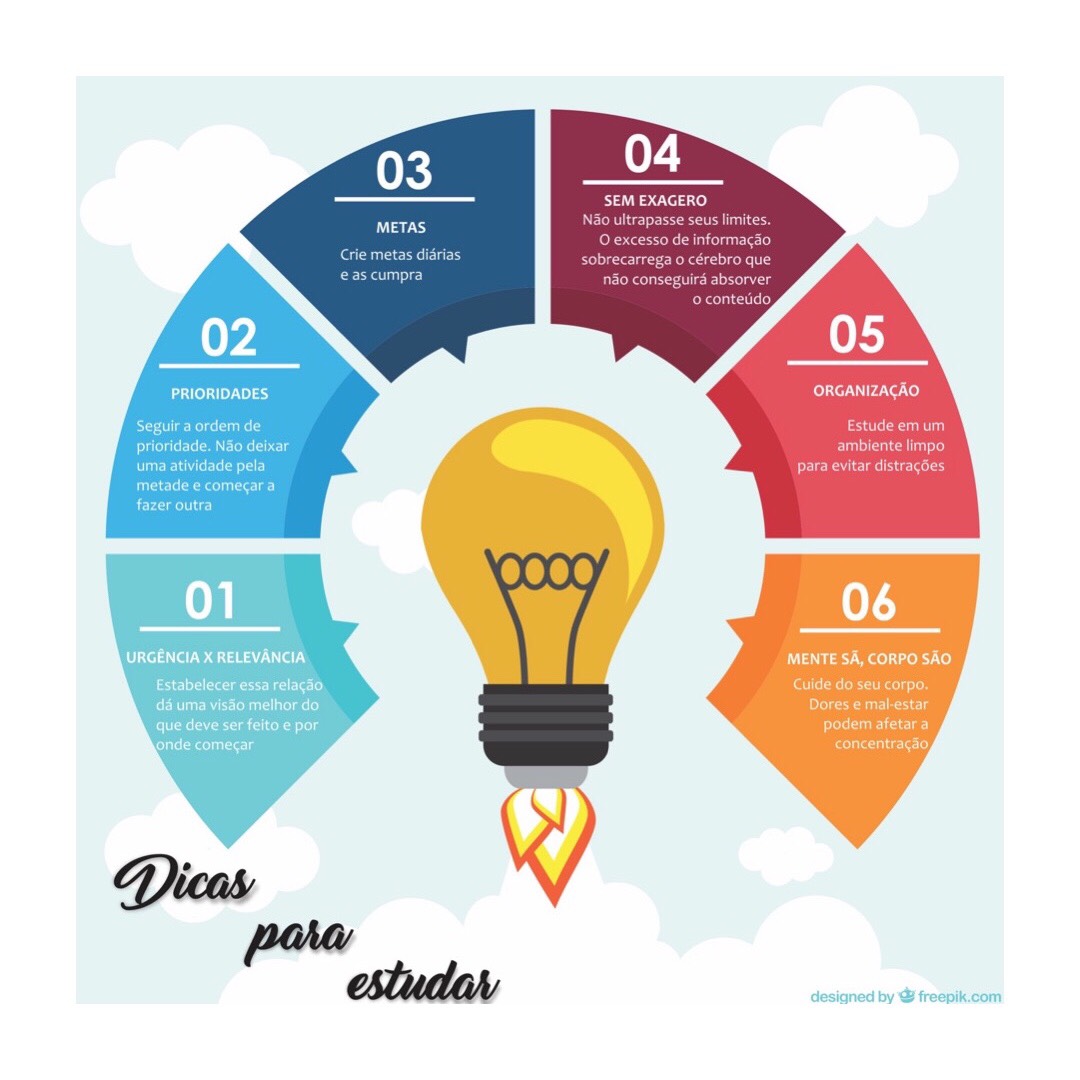 01
URGÊNCIA X RELEVÂNCIA
Estabelecer essa relação
dá uma visão melhor do
que deve ser feito e por
onde começar
02
PRIORIDADES
Seguir a ordem de
prioridade. Não deixar
uma atividade pela
metade e começar a
fazer outra
03
METAS
Crie metas diárias
e as cumpra
04
SEM EXAGERO
Não ultrapasse seus limites.
O excesso de informação
sobrecarrega o cérebro que
não conseguirá absorver
o conteúdo
05
ORGANIZAÇÃO
Estude em um
ambiente limpo
para evitar distrações
06
MENTE SÃ, CORPO SÃO
Cuide do seu corpo.
Dores e mal-estar
podem afetar a
concentração
Dicas
para
estudar
designed by freepik.com